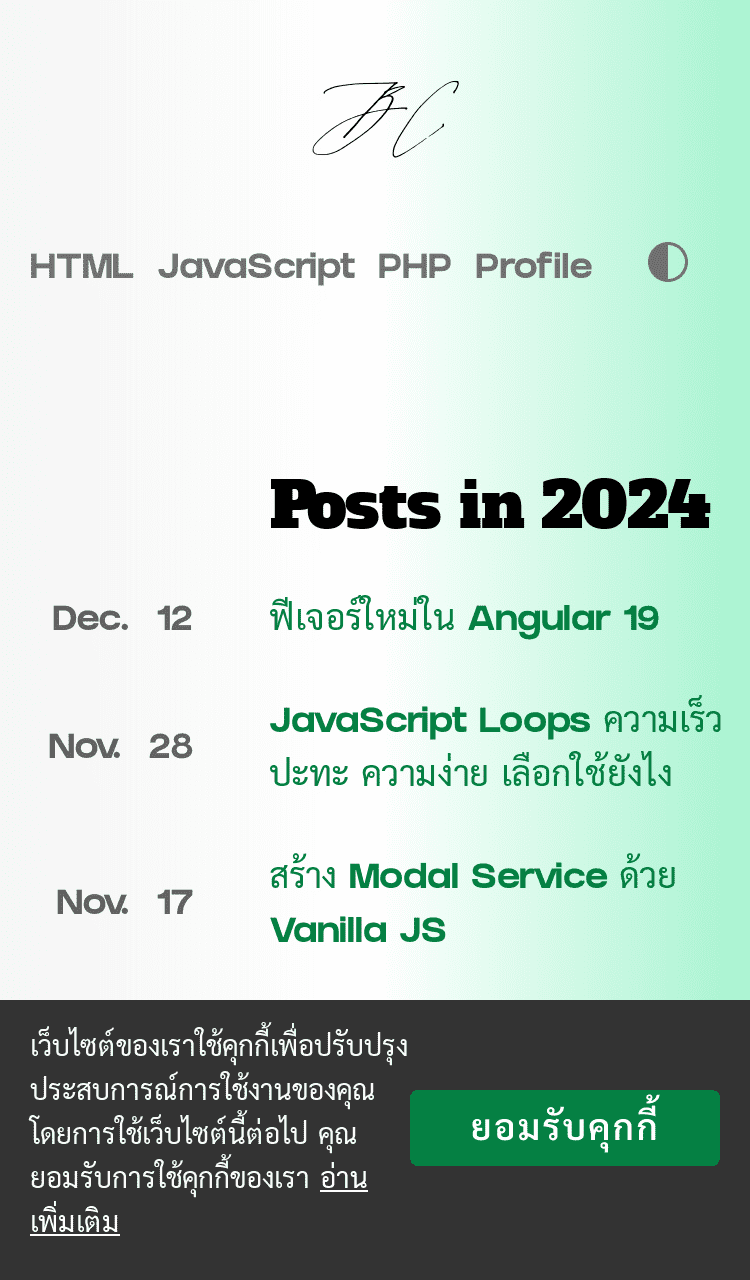 JBC
HTML JavaScript PHP Profile
Posts in 2024
Dec. 12
ฟีเจอร์ใหม่ใน Angular 19
Nov. 28
JavaScript Loops ความเร็ว
ปะทะ ความง่าย เลือกใช้ยังไง
Nov. 17
สร้าง Modal Service ด้วย
Vanilla JS
เว็บไซต์ของเราใช้คุกกี้เพื่อปรับปรุง
ประสบการณ์การใช้งานของคุณ
โดยการใช้เว็บไซต์นี้ต่อไป คุณ
ยอมรับการใช้คุกกี้ของเรา อ่าน
เพิ่มเติม
ยอมรับคุกกี้